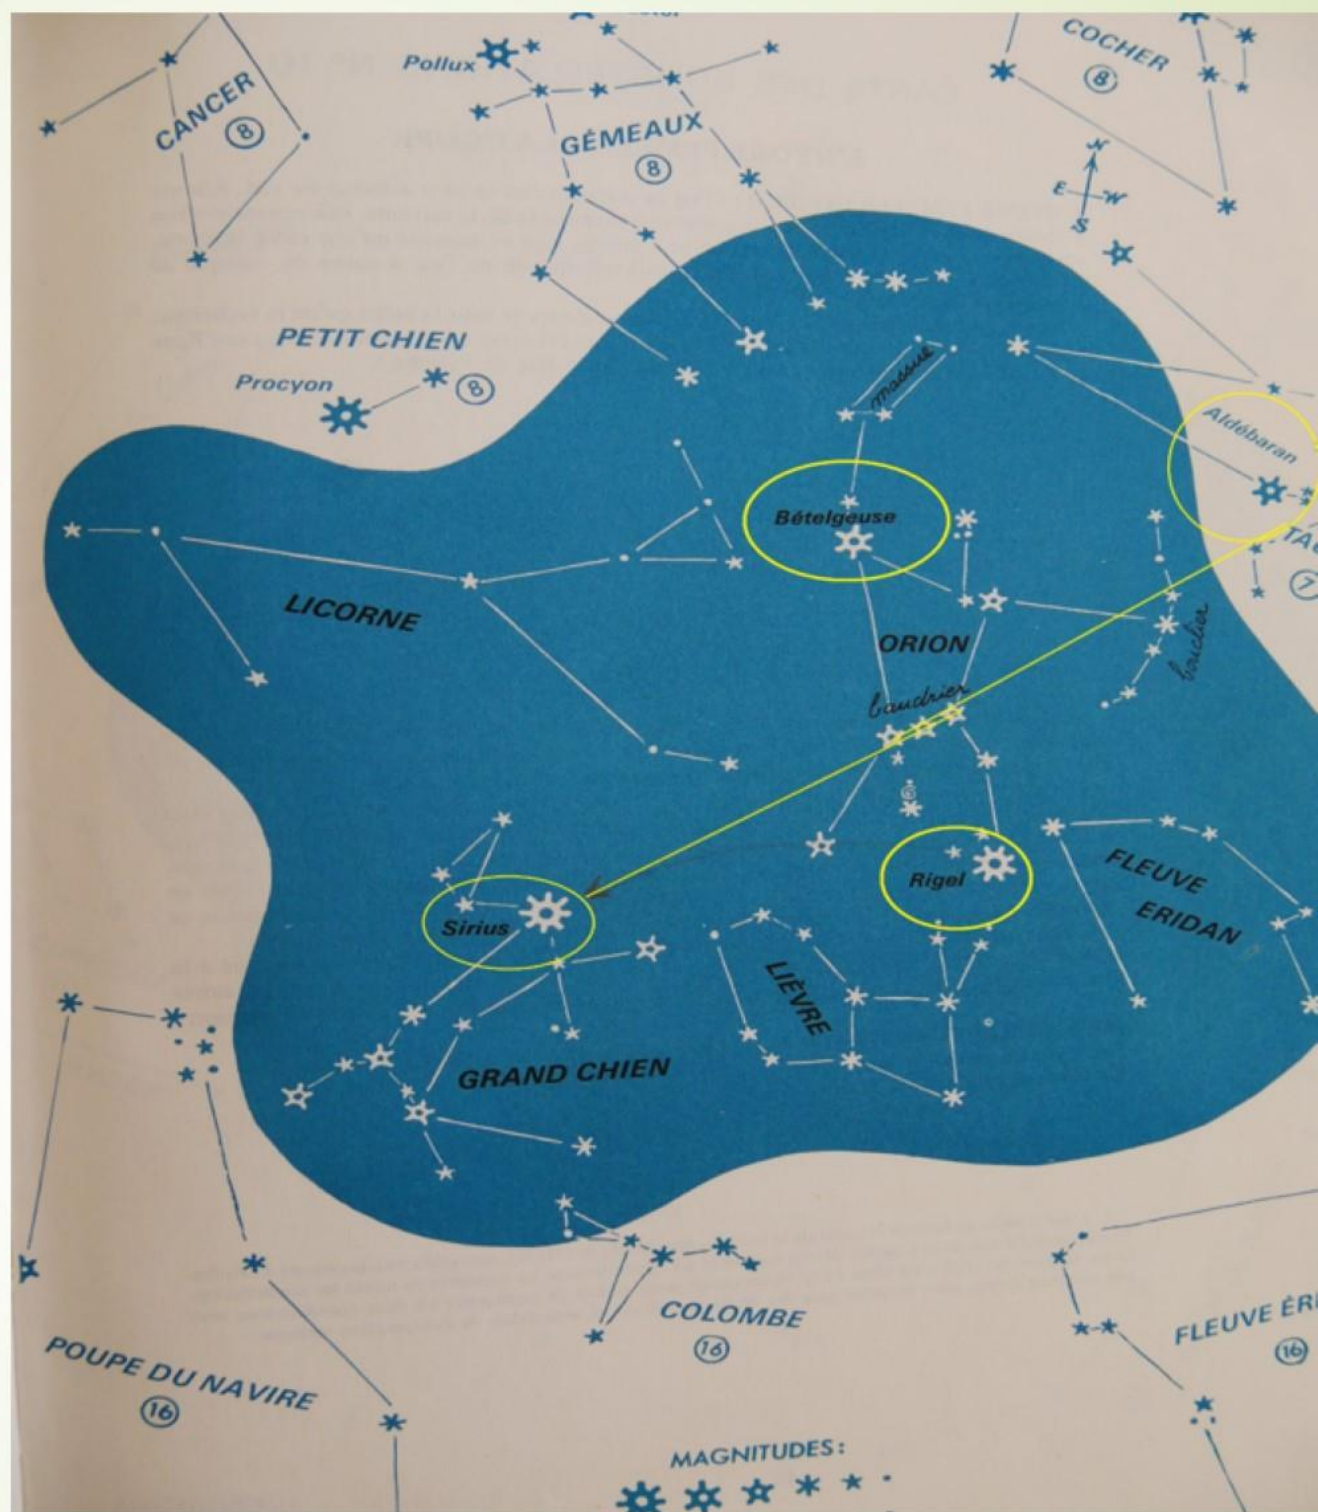 Pollux
COCHER
8
CANCER
8
GÉMEAUX
8
N
E W
S
PETIT CHIEN
Procyon
8
massue
Aldébaran
Bételgeuse
7
LICORNE
ORION
bouclier
baudrier
FLEUVE
ERIDAN
Rigel
Sirius
LIÈVRE
GRAND CHIEN
COLOMBE
16
FLEUVE
16
POUPE DU NAVIRE
16
MAGNITUDES: